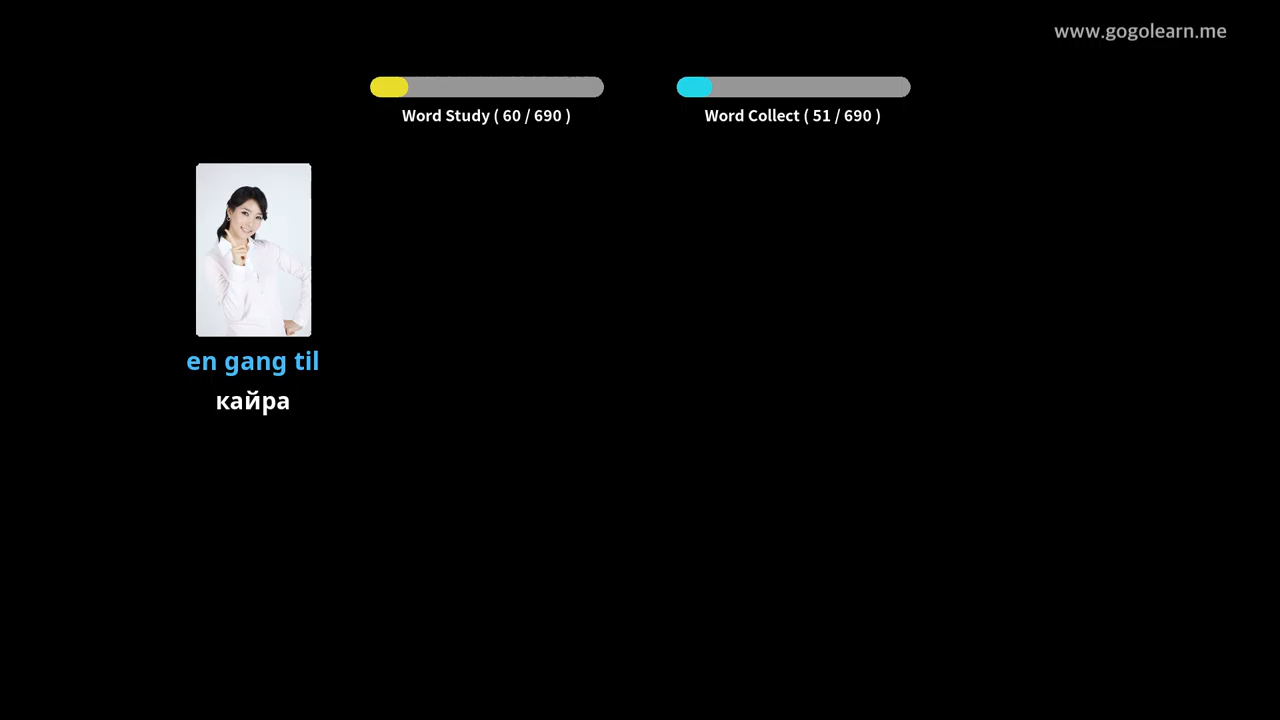 www.gogolearn.me
Word Study ( 60 / 690 )
Word Collect ( 51 / 690 )
en gang til
кайра